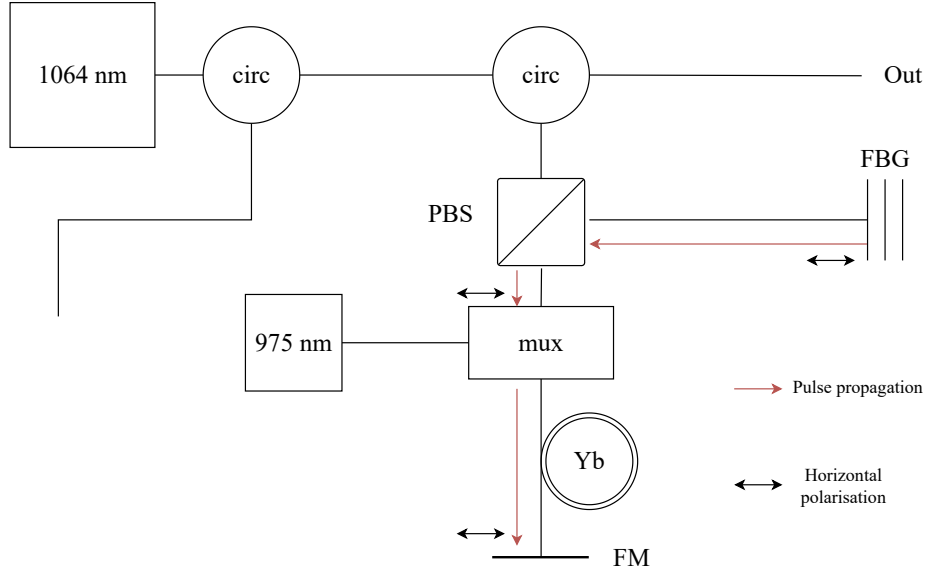 1064 nm
circ
circ
Out
FBG
PBS
975 nm
mux
Pulse propagation
Yb
Horizontal
polarisation
FM